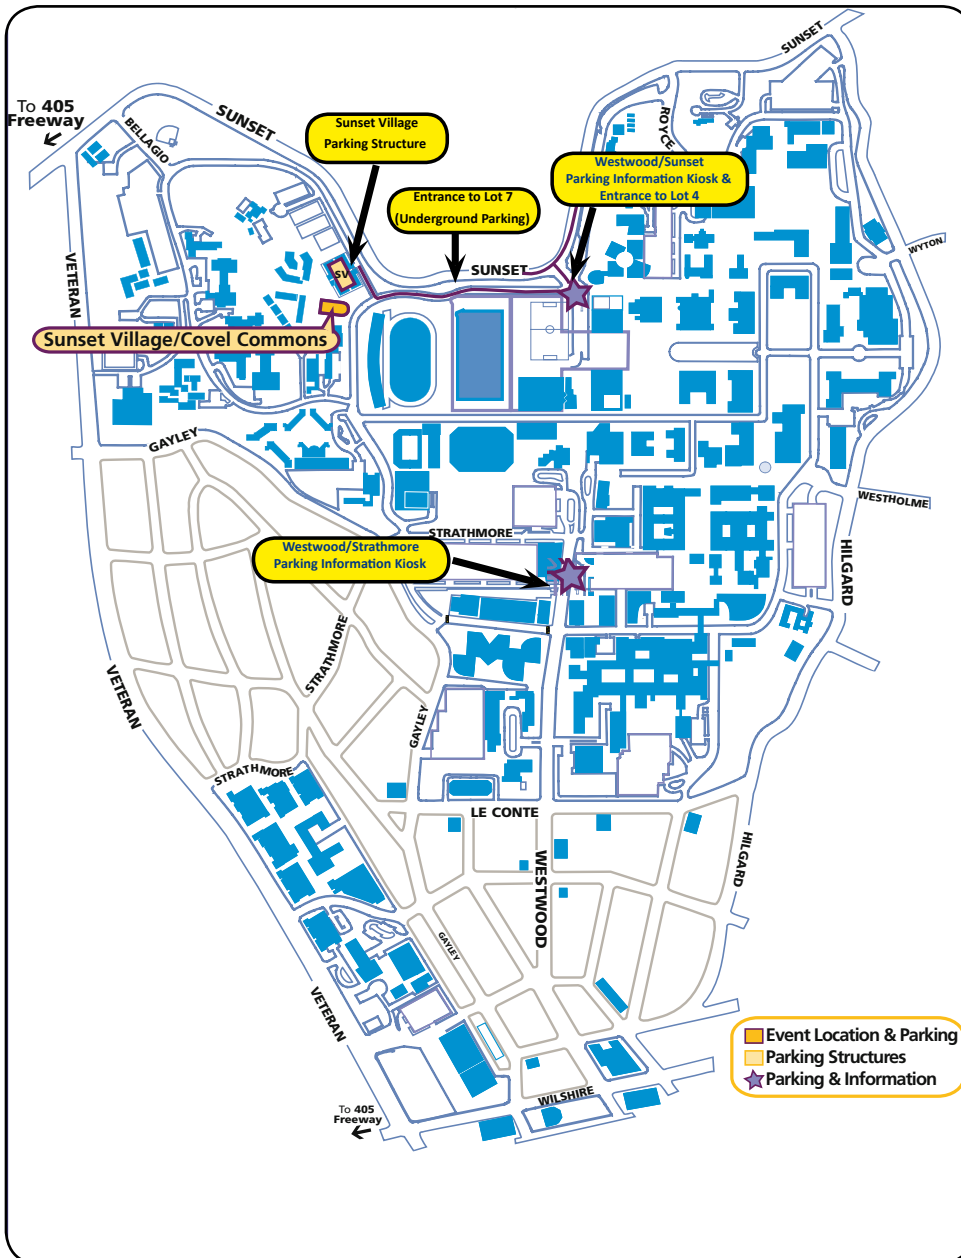 SUNSET
To 405
Freeway
SUNSET
BELLAGIO
ROYCE
Sunset Village
Parking Structure
Westwood/Sunset
Parking Information Kiosk &
Entrance to Lot 4
Entrance to Lot 7
(Underground Parking)
WYTON
VETERAN
SUNSET
SV
Sunset Village/Covel Commons
GAYLEY
WESTHOLME
STRATHMORE
HILGARD
Westwood/Strathmore
Parking Information Kiosk
STRATHMORE
VETERAN
GAYLEY
STRATHMORE
LE CONTE
HILGARD
WESTWOOD
GAYLEY
VETERAN
Event Location & Parking
Parking Structures
Parking & Information
WILSHIRE
To 405
Freeway